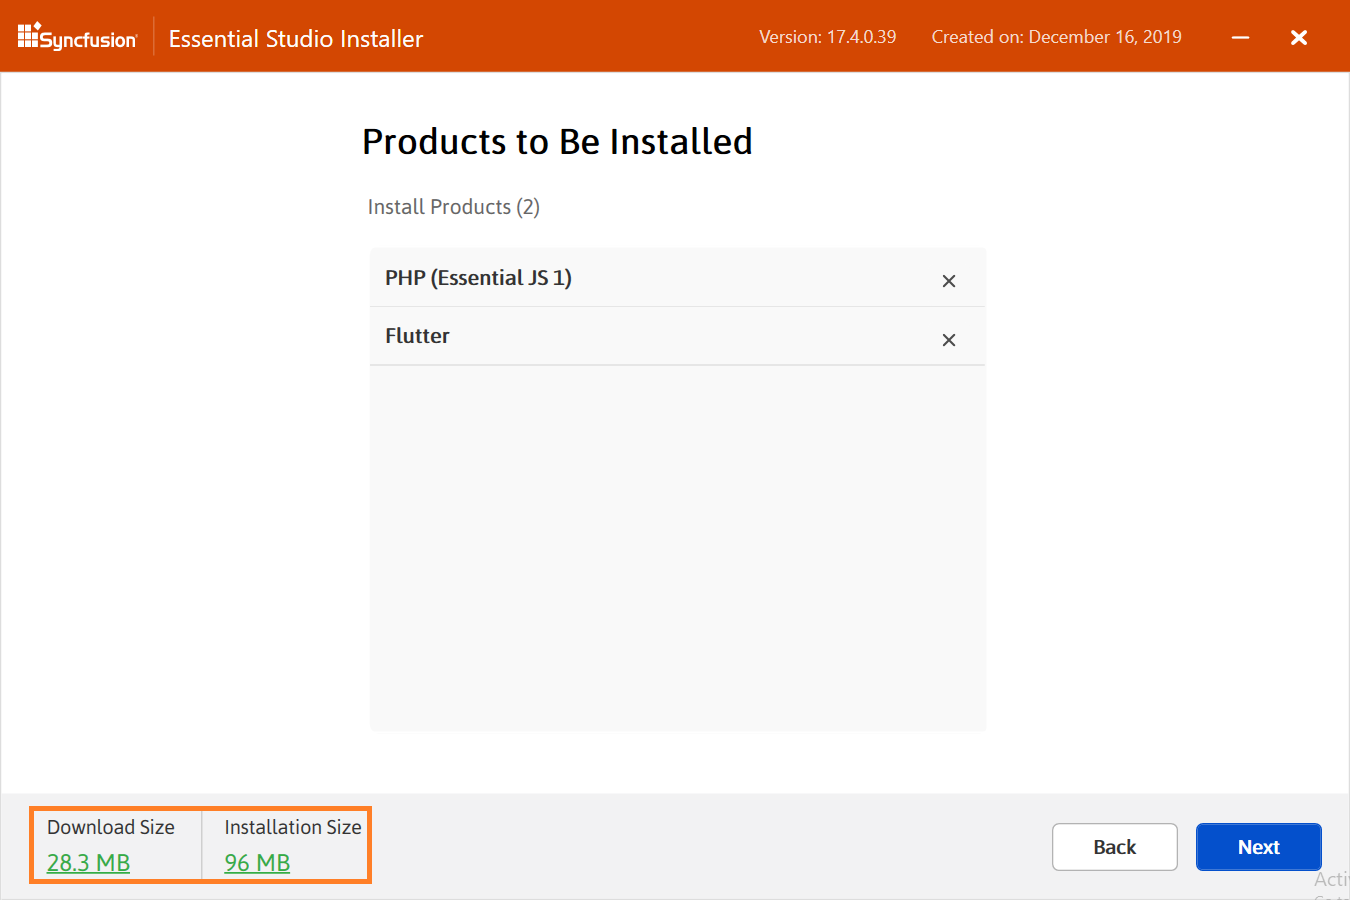 Syncfusion
Essential Studio Installer
Version: 17.4.0.39
Created on: December 16, 2019
Products to Be Installed
Install Products (2)
PHP (Essential JS 1)
Flutter
Download Size
Installation Size
28.3 MB
96 MB
Back
Next
Acti